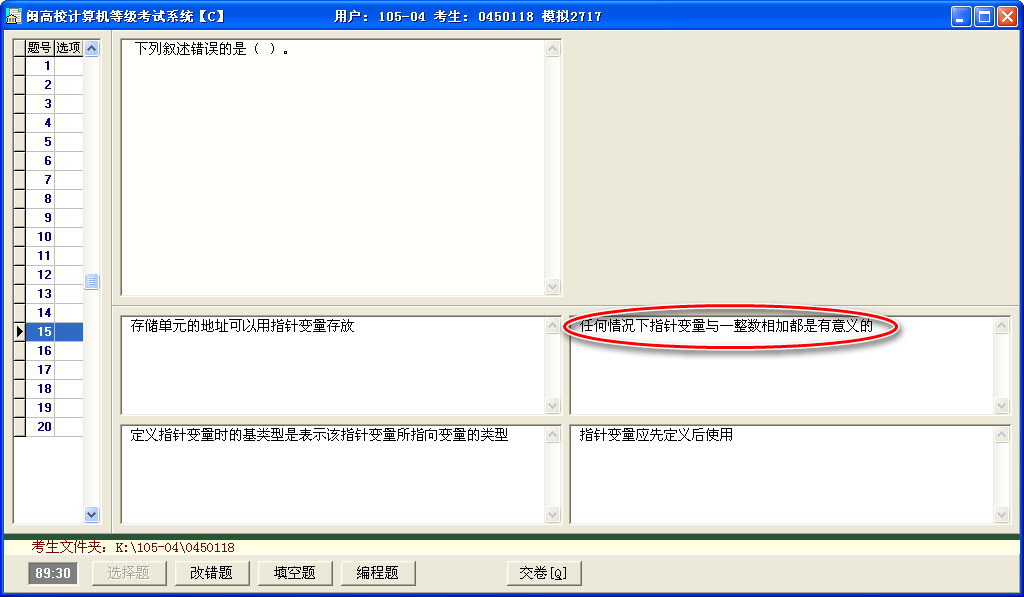 闽高校计算机等级考试系统【C】 用户: 105-04 考生: 0450118 模拟2717
题号 选项
1
2
3
4
5
6
7
8
9
10
11
12
13
14
15
16
17
18
19
20
下列叙述错误的是（ ）。
存储单元的地址可以用指针变量存放
任何情况下指针变量与一整数相加都是有意义的
定义指针变量时的基类型是表示该指针变量所指向变量的类型
指针变量应先定义后使用
考生文件夹: K:\105-04\0450118
89:30 选择题 改错题 填空题 编程题 交卷[Q]